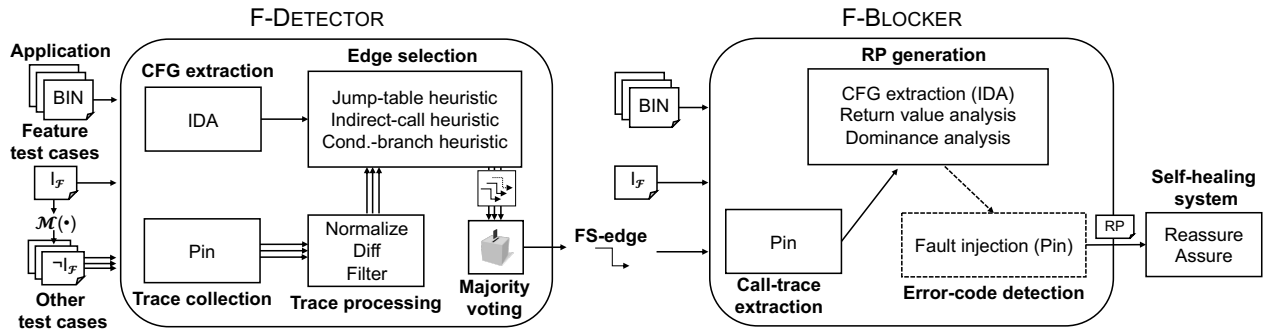 F-DETECTOR
Application
BIN
Feature
test cases
I𝓕
𝓜(•)
¬I𝓕
Other
test cases
CFG extraction
IDA
Edge selection
Jump-table heuristic
Indirect-call heuristic
Cond.-branch heuristic
Pin
Trace collection
Normalize
Diff
Filter
Trace processing
Majority
voting
FS-edge
F-BLOCKER
BIN
I𝓕
RP generation
CFG extraction (IDA)
Return value analysis
Dominance analysis
Pin
Call-trace
extraction
Fault injection (Pin)
Error-code detection
RP
Self-healing
system
Reassure
Assure